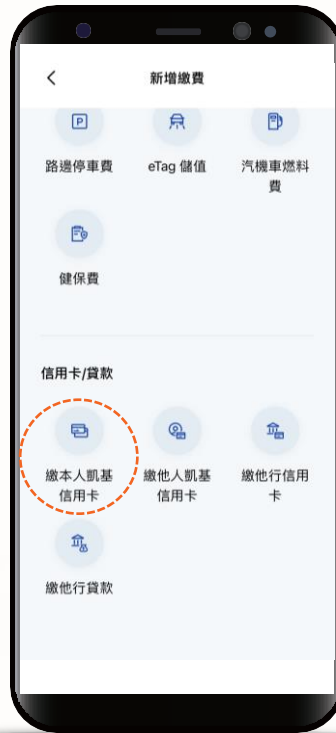 新增繳費
路邊停車費 eTag 儲值 汽機車燃料
費
健保費
信用卡/貸款
繳本人凱基 繳他人凱基 繳他行信用
信用卡 信用卡 卡
繳他行貸款